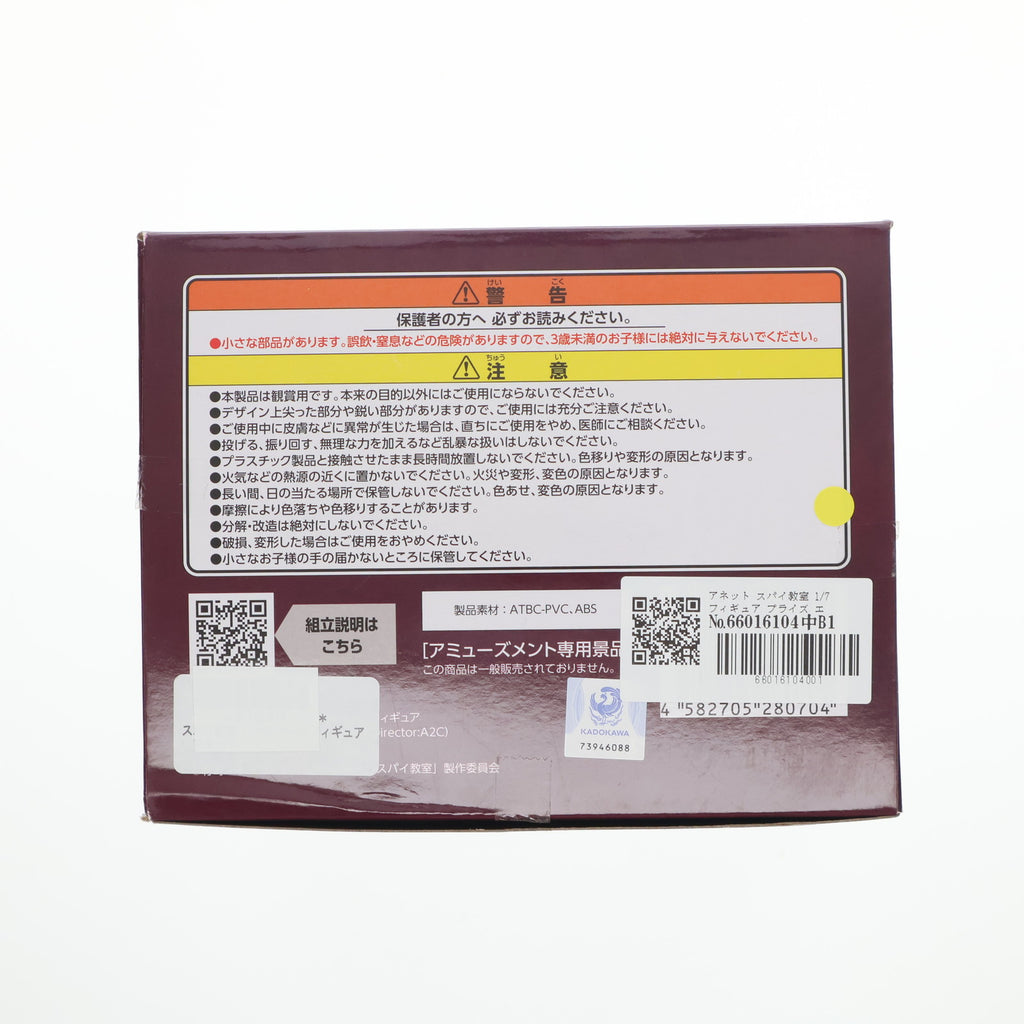 けい こく
警 告
保護者の方へ 必ずお読みください。
●小さな部品があります。誤飲・窒息などの危険がありますので、3歳未満のお子様には絶対に与えないでください。
ちゅう い
注 意
●本製品は観賞用です。本来の目的以外にはご使用にならないでください。
●デザイン上尖った部分や鋭い部分がありますので、ご使用には充分ご注意ください。
●ご使用中に皮膚などに異常が生じた場合は、直ちにご使用をやめ、医師にご相談ください。
●投げる、振り回す、無理な力を加えるなど乱暴な扱いはしないでください。
●プラスチック製品と接触させたまま長時間放置しないでください。色移りや変形の原因となります。
●火気などの熱源の近くに置かないでください。火災や変形、変色の原因となります。
●長い間、日の当たる場所で保管しないでください。色あせ、変色の原因となります。
●摩擦により色落ちや色移りすることがあります。
●分解・改造は絶対にしないでください。
●破損、変形した場合はご使用をおやめください。
●小さなお子様の手の届かないところに保管してください。
組立説明は
こちら
製品素材:ATBC-PVC、ABS
[アミューズメント専用景品
この商品は一般販売されておりません。
アネット スパイ教室 1/7
フィギュア プライズ エ
No.66016104中B1
66016104001
4 "582705"280704"
KADOKAWA
73946088
ス
*
ィギュア
ィギュア
irector:A2C)
スパイ教室」製作委員会